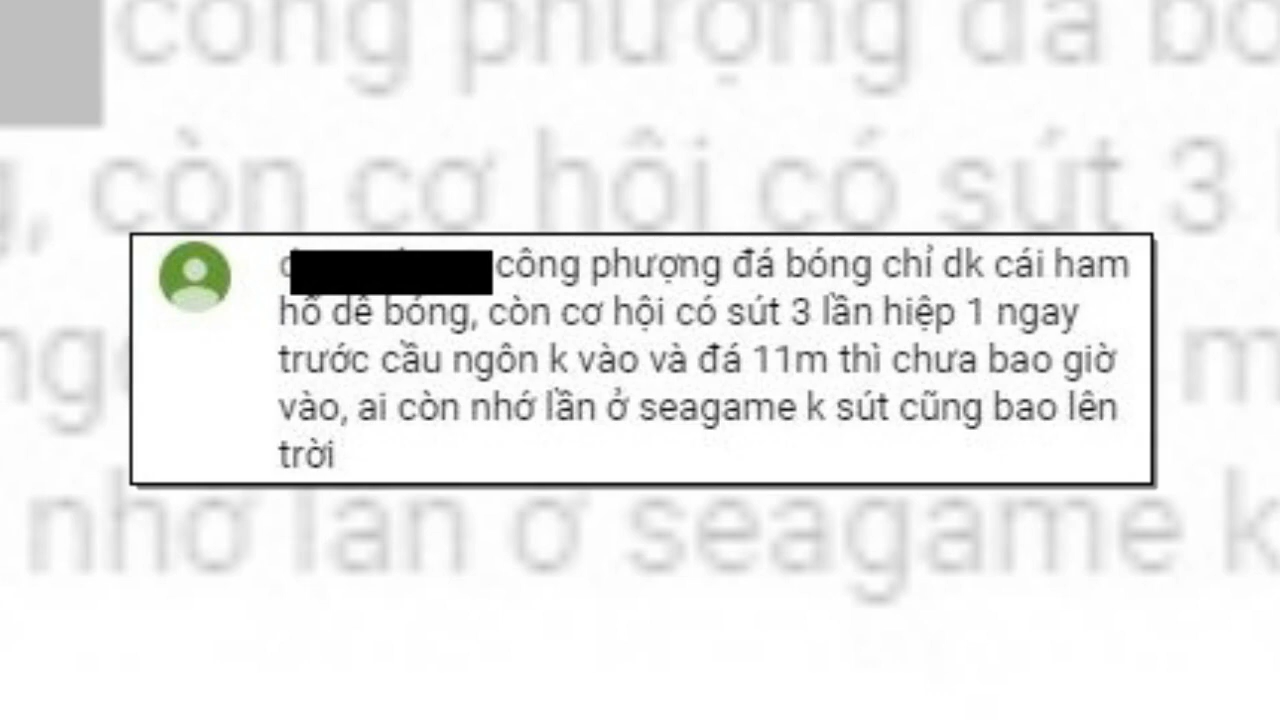 công phượng đá bóng chỉ dk cái ham
hố dê bóng, còn cơ hội có sút 3 lần hiệp 1 ngay
trước cầu ngôn k vào và đá 11m thì chưa bao giờ
vào, ai còn nhớ lần ở seagame k sút cũng bao lên
trời